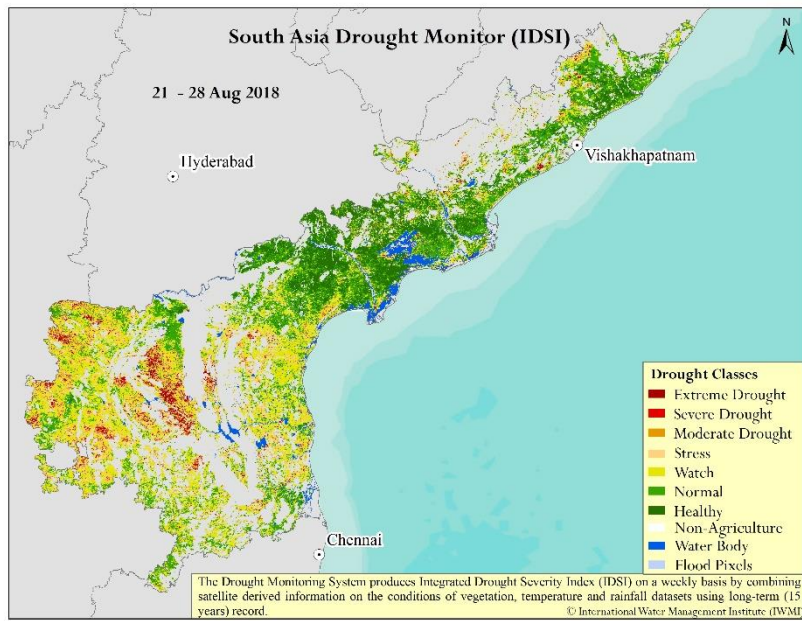 South Asia Drought Monitor (IDSI)
N
21 - 28 Aug 2018
Hyderabad
Vishakhapatnam
Drought Classes
Extreme Drought
Severe Drought
Moderate Drought
Stress
Watch
Normal
Healthy
Non-Agriculture
Water Body
Flood Pixels
Chennai
The Drought Monitoring System produces Integrated Drought Severity Index (IDSI) on a weekly basis by combining
satellite derived information on the conditions of vegetation, temperature and rainfall datasets using long-term (15
years) record.
© International Water Management Institute (IWMI)